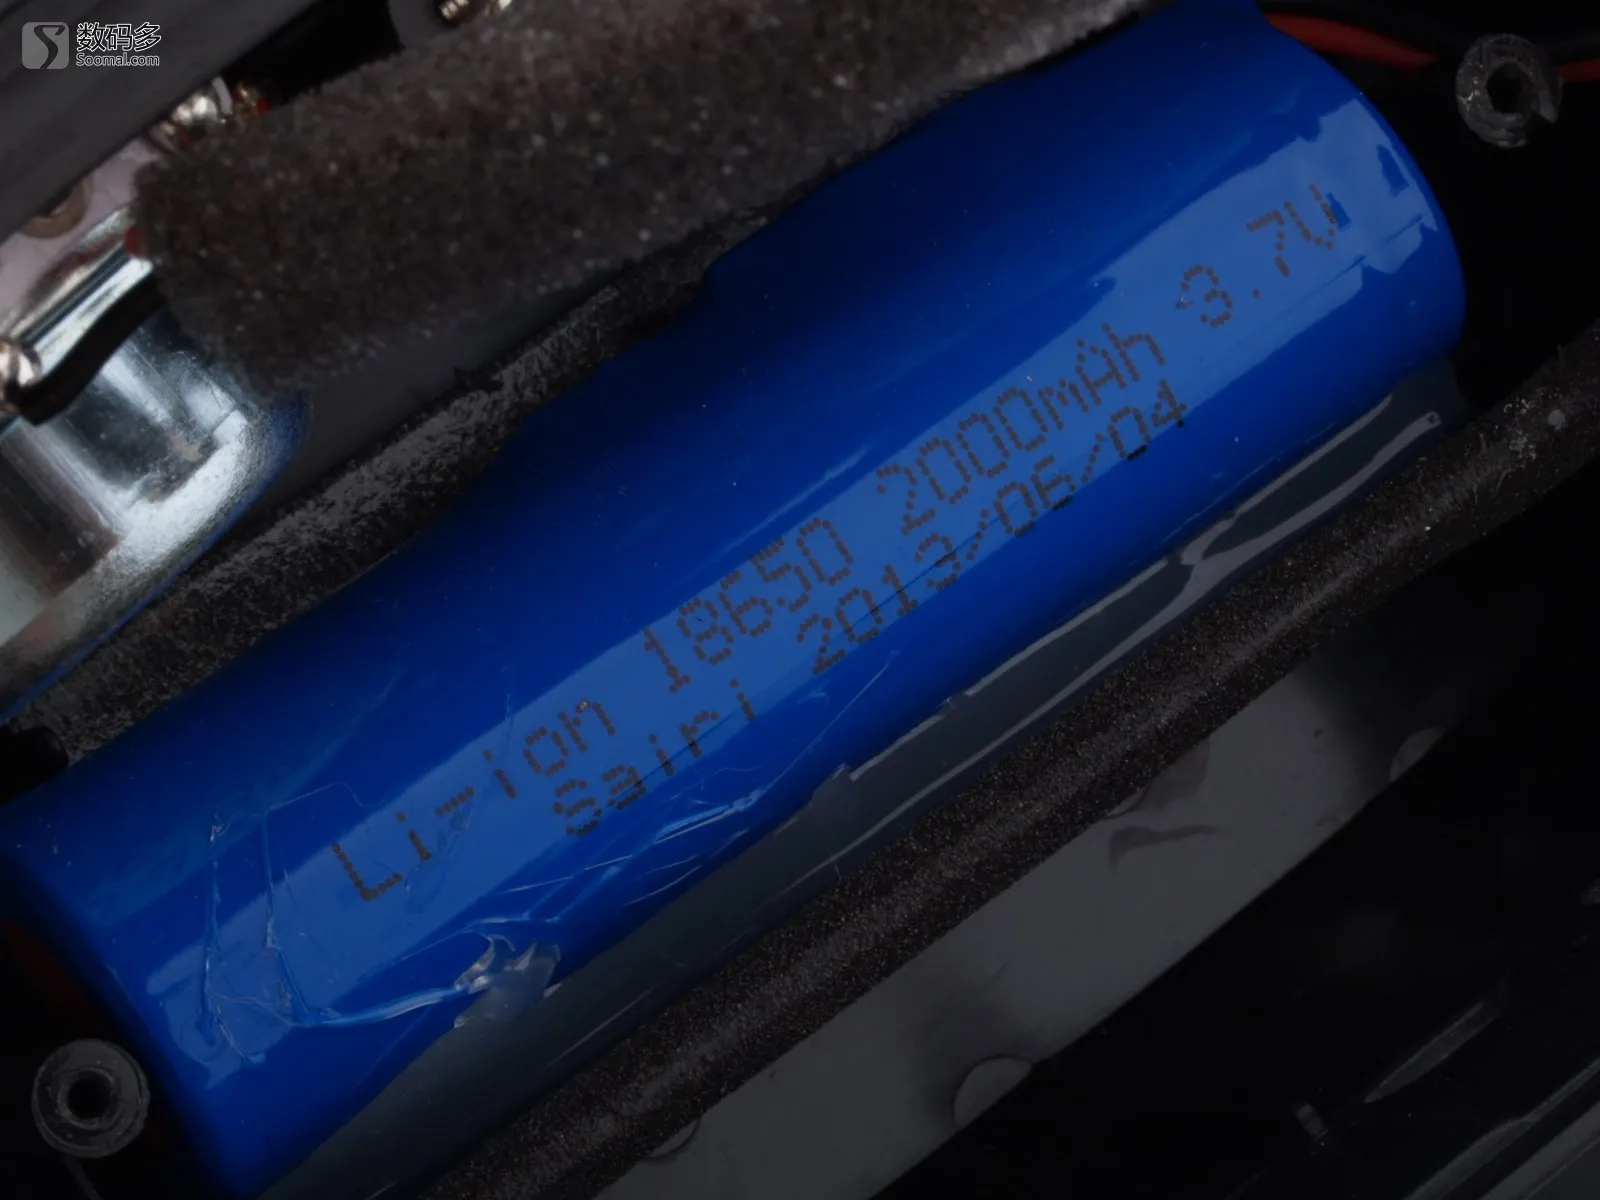 数码多
Soomal.com
Li-ion 18650 2000mAh 3.7V
Sairi 2013/06/04